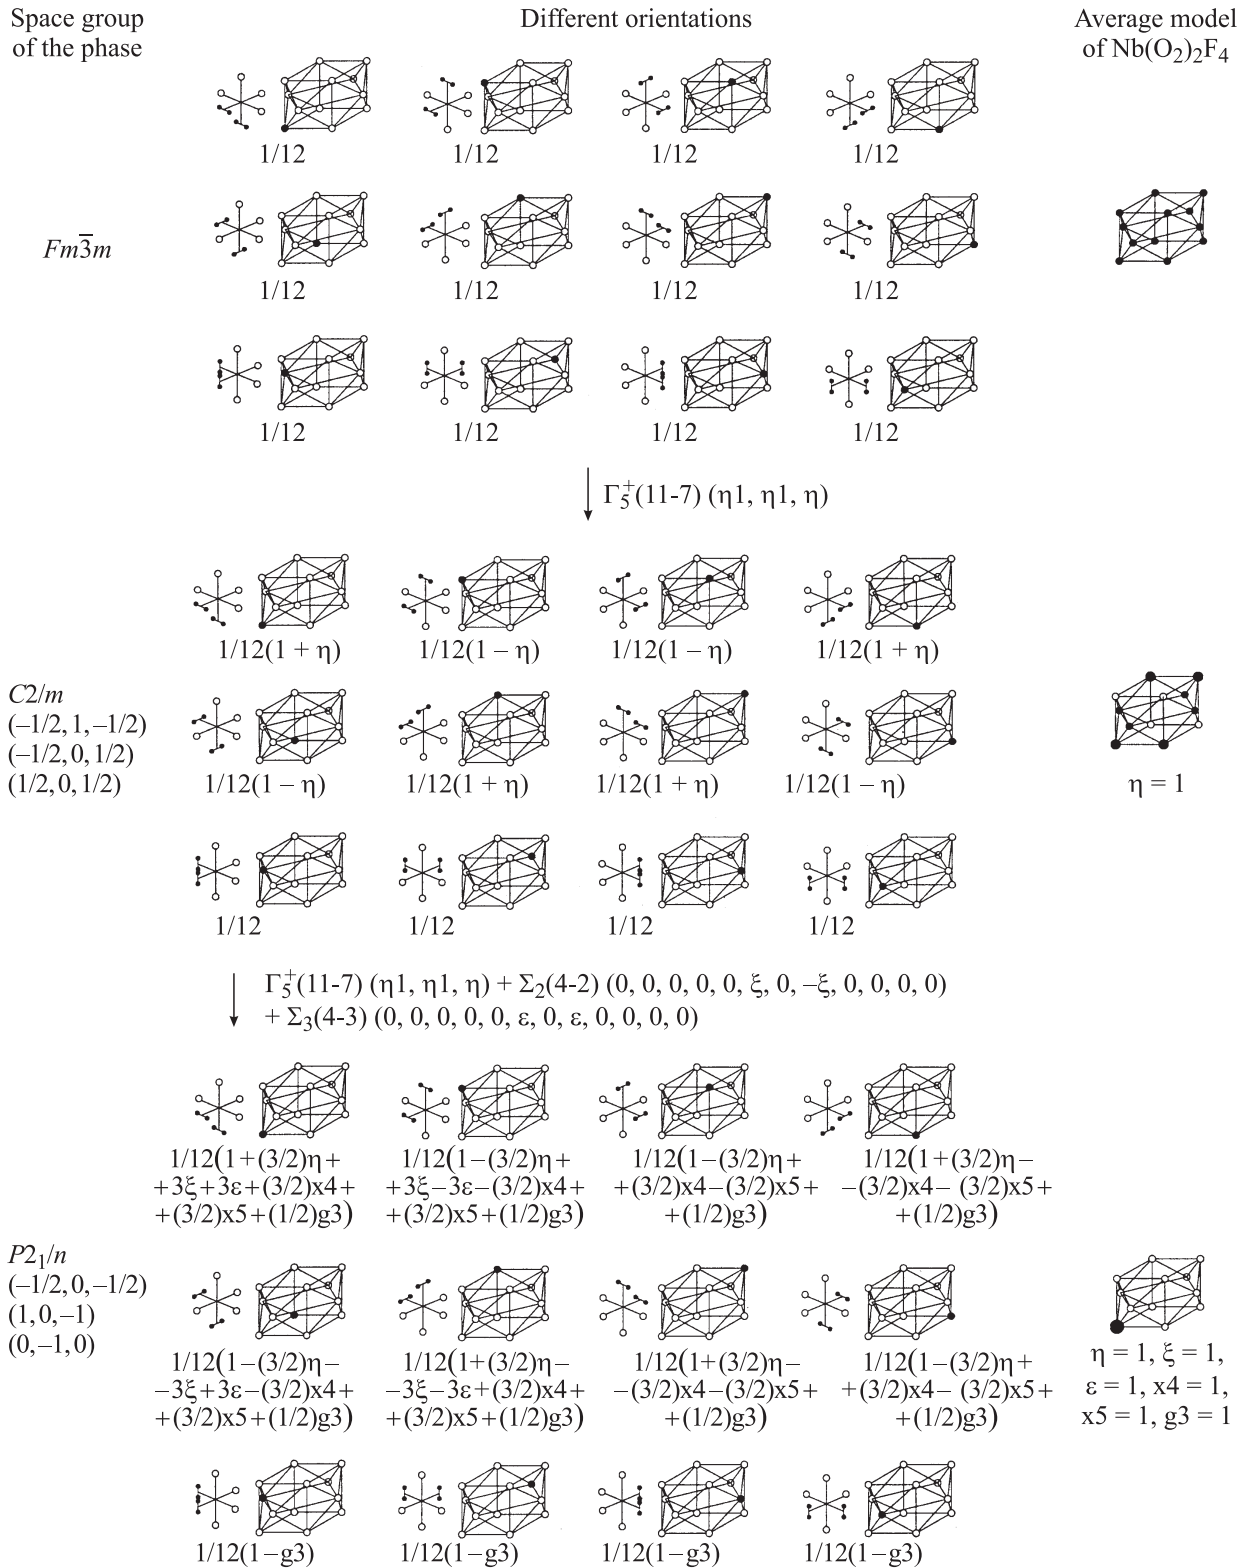 Space group
of the phase
Different orientations
Average model
of Nb(O2)2F4
1/12 1/12 1/12 1/12
Fm3̅m
1/12 1/12 1/12 1/12
1/12 1/12 1/12 1/12
Γ5+(11-7) (η1, η1, η)
1/12(1 + η) 1/12(1 – η) 1/12(1 – η) 1/12(1 + η)
C2/m
(–1/2, 1, –1/2)
(–1/2, 0, 1/2)
(1/2, 0, 1/2)
1/12(1 – η) 1/12(1 + η) 1/12(1 + η) 1/12(1 – η)
η = 1
1/12 1/12 1/12 1/12
Γ5+(11-7) (η1, η1, η) + Σ2(4-2) (0, 0, 0, 0, 0, ξ, 0, –ξ, 0, 0, 0, 0)
+ Σ3(4-3) (0, 0, 0, 0, 0, ε, 0, ε, 0, 0, 0, 0)
1/12(1+(3/2)η+
+3ξ+3ε+(3/2)x4+
+(3/2)x5+(1/2)g3)
1/12(1–(3/2)η+
+3ξ–3ε–(3/2)x4+
+(3/2)x5+(1/2)g3)
1/12(1–(3/2)η+
+(3/2)x4–(3/2)x5+
+(1/2)g3)
1/12(1+(3/2)η–
–(3/2)x4– (3/2)x5+
+(1/2)g3)
P21/n
(–1/2, 0, –1/2)
(1, 0, –1)
(0, –1, 0)
1/12(1–(3/2)η–
–3ξ+3ε–(3/2)x4+
+(3/2)x5+(1/2)g3)
1/12(1+(3/2)η–
–3ξ–3ε+(3/2)x4+
+(3/2)x5+(1/2)g3)
1/12(1+(3/2)η–
–(3/2)x4–(3/2)x5+
+(1/2)g3)
1/12(1–(3/2)η+
+(3/2)x4– (3/2)x5+
+(1/2)g3)
η = 1, ξ = 1,
ε = 1, x4 = 1,
x5 = 1, g3 = 1
1/12(1–g3) 1/12(1–g3) 1/12(1–g3) 1/12(1–g3)